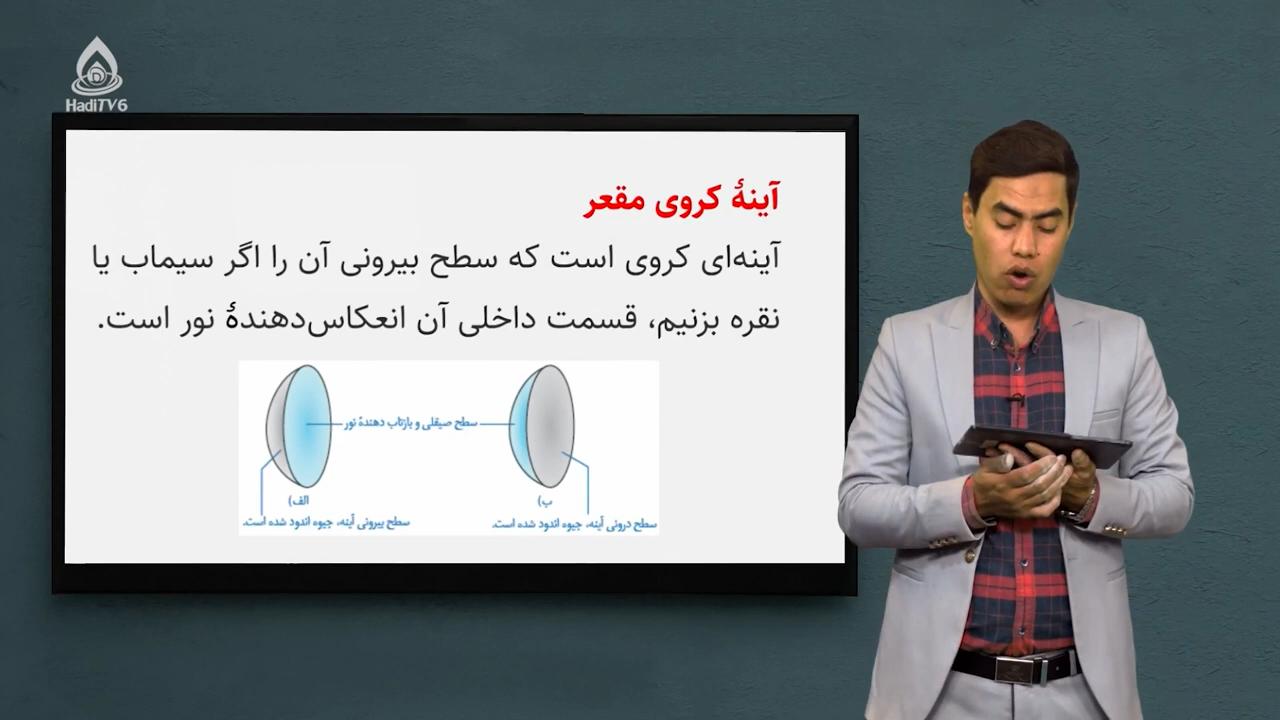 HadiTV6
آینهٔ کروی مقعر
آینه‌ای کروی است که سطح بیرونی آن را اگر سیماب یا
نقره بزنیم، قسمت داخلی آن انعکاس‌دهندهٔ نور است.
سطح صیقلی و بازتاب دهندهٔ نور
الف)
ب)
سطح بیرونی آینه، جیوه اندود شده است.
سطح درونی آینه، جیوه اندود شده است.